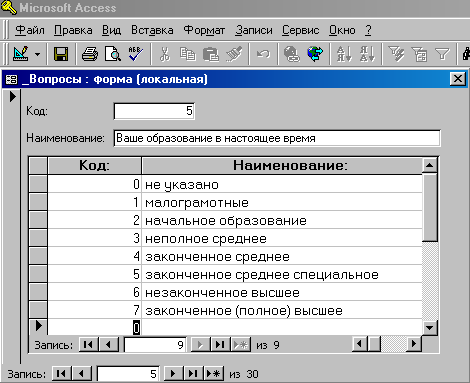 Microsoft Access
Файл Правка Вид Вставка Формат Записи Сервис Окно ?
ABC
_Вопросы : форма (локальная)
Код: 5
Наименование: Ваше образование в настоящее время
Код: Наименование:
0 не указано
1 малограмотные
2 начальное образование
3 неполное среднее
4 законченное среднее
5 законченное среднее специальное
6 незаконченное высшее
7 законченное (полное) высшее
0
Запись: 9 из 9
Запись: 5 из 30